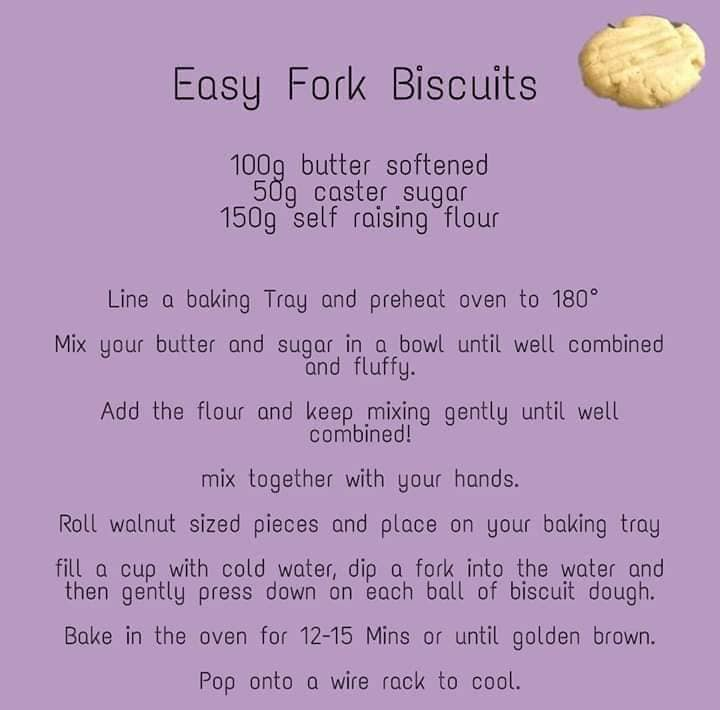 Easy Fork Biscuits
100g butter softened
50g caster sugar
150g self raising flour
Line a baking Tray and preheat oven to 180°
Mix your butter and sugar in a bowl until well combined
and fluffy.
Add the flour and keep mixing gently until well
combined!
mix together with your hands.
Roll walnut sized pieces and place on your baking tray
fill a cup with cold water, dip a fork into the water and
then gently press down on each ball of biscuit dough.
Bake in the oven for 12-15 Mins or until golden brown.
Pop onto a wire rack to cool.